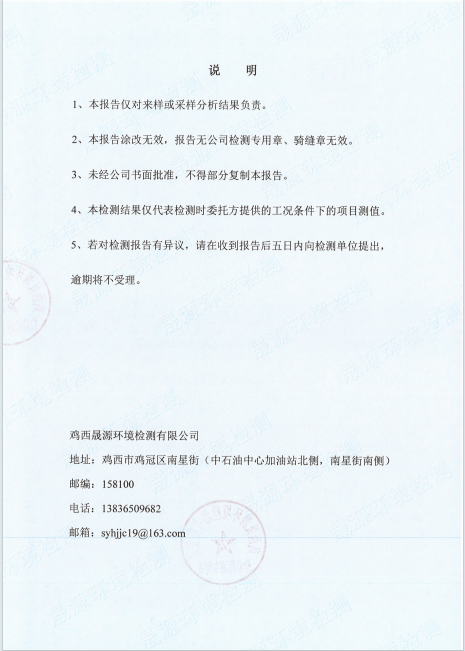 说 明
1、本报告仅对来样或采样分析结果负责。
2、本报告涂改无效，报告无公司检测专用章、骑缝章无效。
3、未经公司书面批准，不得部分复制本报告。
4、本检测结果仅代表检测时委托方提供的工况条件下的项目测值。
5、若对检测报告有异议，请在收到报告后五日内向检测单位提出，
逾期将不受理。
鸡西晟源环境检测有限公司
地址：鸡西市鸡冠区南星街（中石油中心加油站北侧，南星街南侧）
邮编：158100
电话：13836509682
邮箱：syhjjc19@163.com